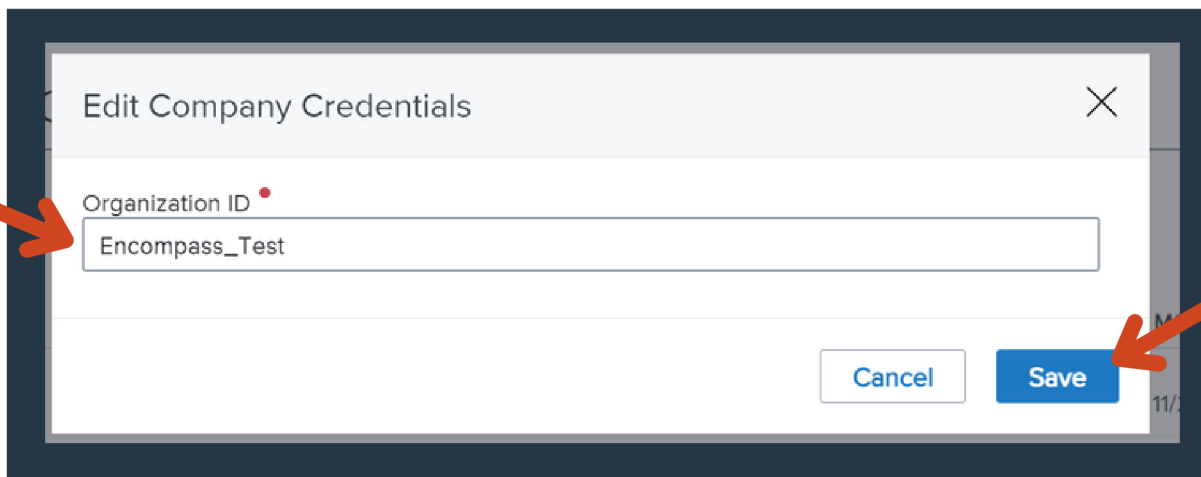 Edit Company Credentials
Organization ID
Encompass_Test
Cancel
Save